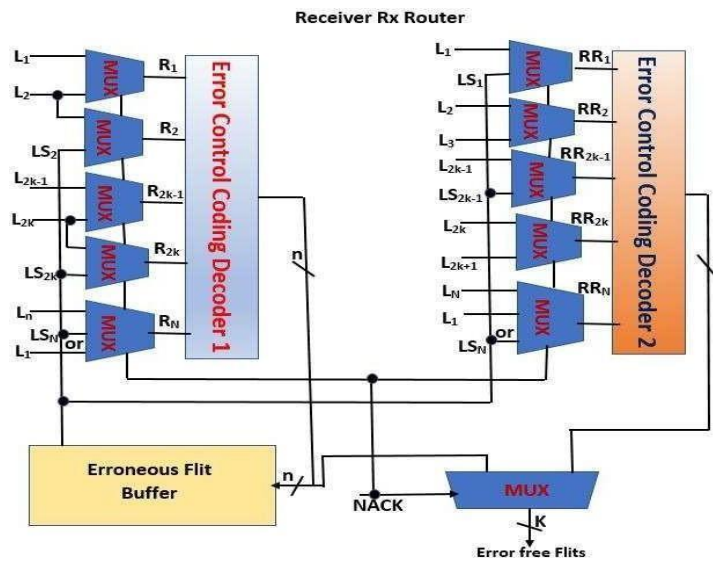 Receiver Rx Router
L1
MUX
R1
L2
MUX
R2
LS2
L2k-1
MUX
R2k-1
L2k
MUX
R2k
LS2k
Ln
MUX
RN
LSN
or
L1
Error Control Coding Decoder 1
n
L1
MUX
RR1
LS1
L2
MUX
RR2
L3
L2k-1
MUX
RR2k-1
LS2k-1
L2k
MUX
RR2k
L2k+1
LN
MUX
RRN
L1
or
LSN
Error Control Coding Decoder 2
Erroneous Flit
Buffer
n
NACK
MUX
K
Error free Flits